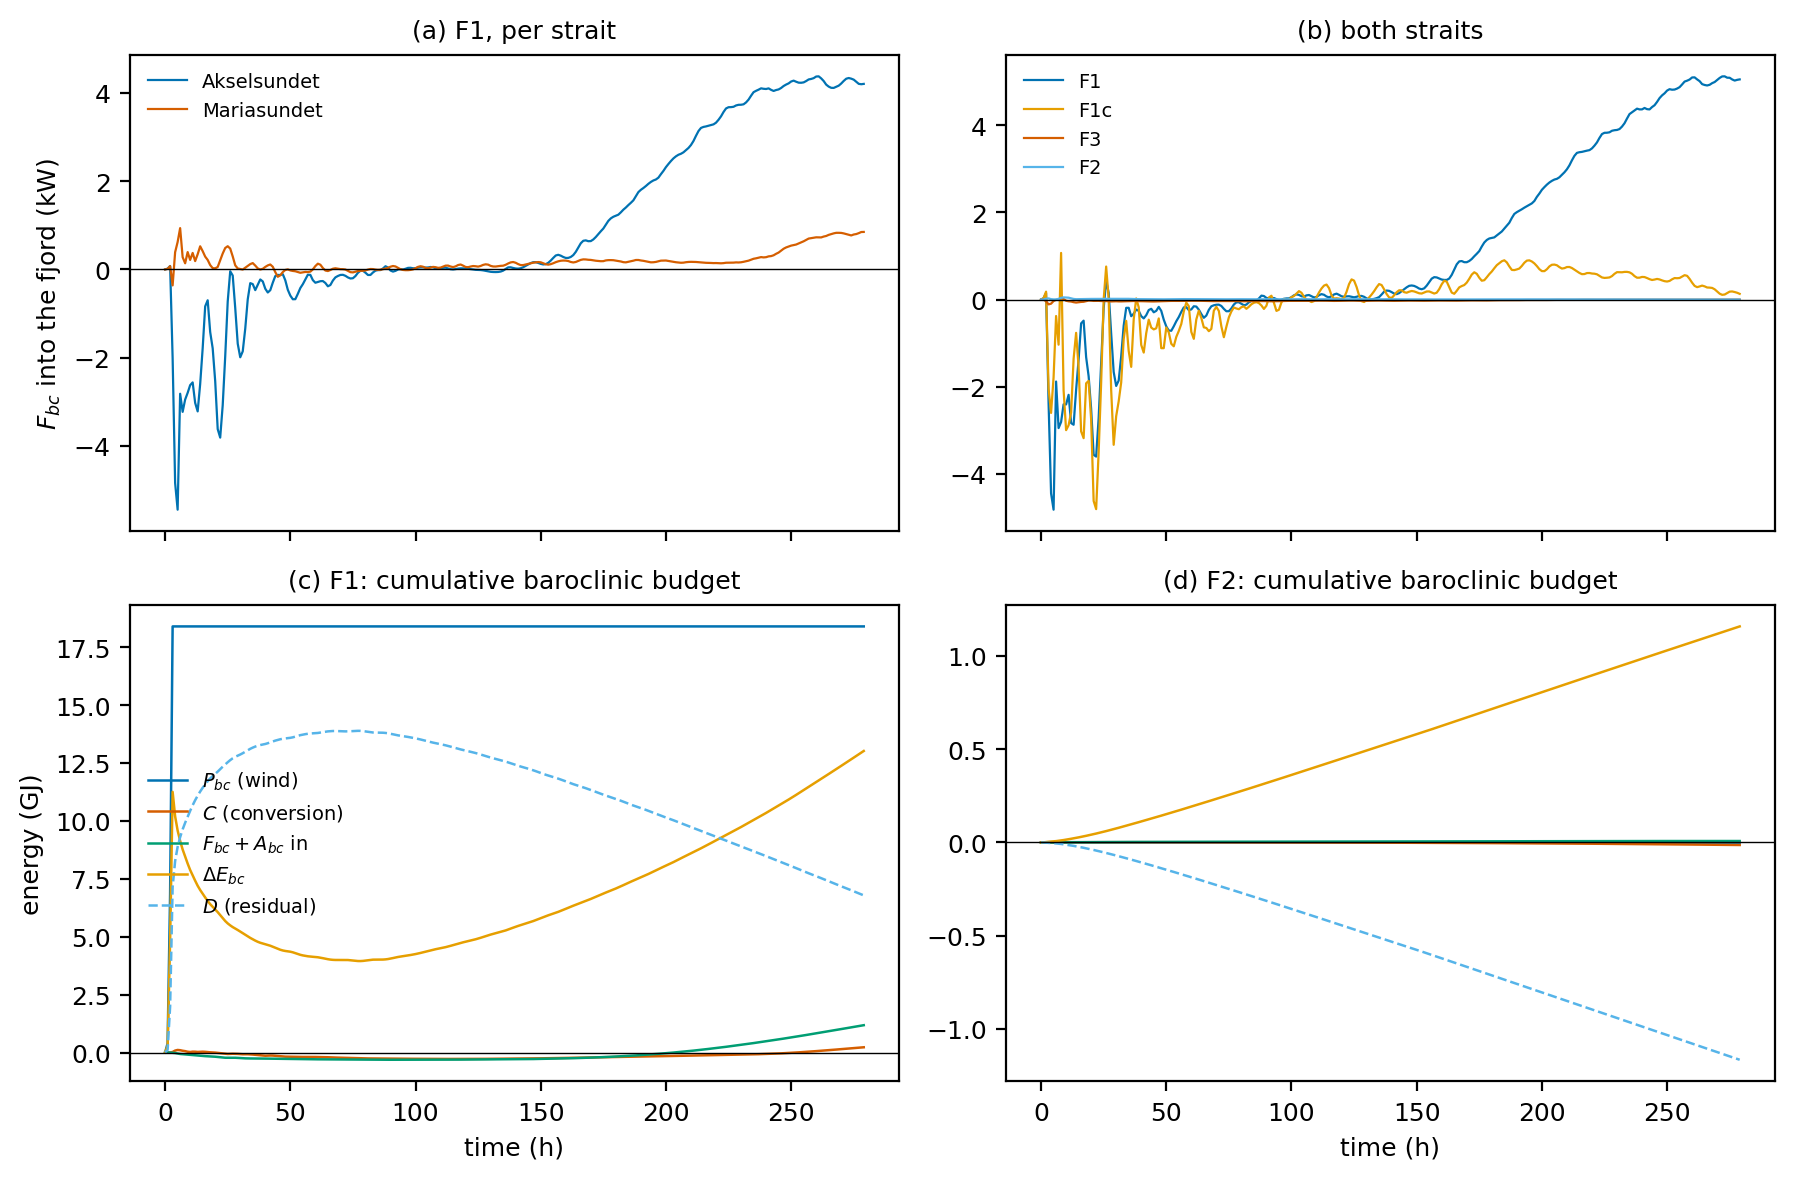 (a) F1, per strait
Akselsundet
Mariasundet
F_bc into the fjord (kW)
4
2
0
−2
−4
(b) both straits
F1
F1c
F3
F2
4
2
0
−2
−4
(c) F1: cumulative baroclinic budget
P_bc (wind)
C (conversion)
F_bc + A_bc in
ΔE_bc
D (residual)
energy (GJ)
17.5
15.0
12.5
10.0
7.5
5.0
2.5
0.0
0 50 100 150 200 250
time (h)
(d) F2: cumulative baroclinic budget
1.0
0.5
0.0
−0.5
−1.0
0 50 100 150 200 250
time (h)